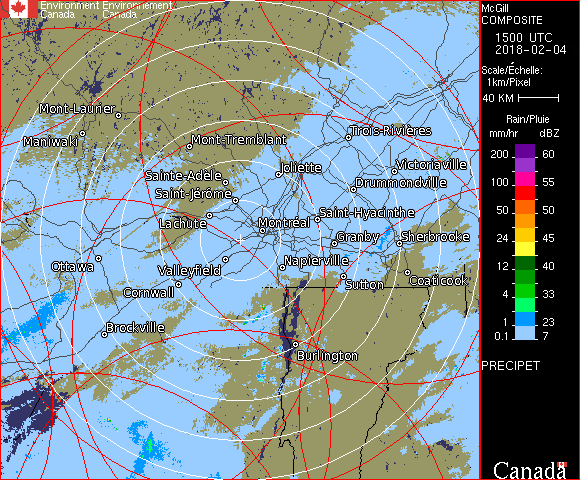 Environment Environnement
Canada Canada
McGill
COMPOSITE
1500 UTC
2018-02-04
Scale/Échelle:
1km/Pixel
40 KM
Rain/Pluie
mm/hr dBZ
200 60
100 55
50 50
24 45
12 40
4 33
1 23
0.1 7
PRECIPET
Mont-Laurier
Maniwaki
Mont-Tremblant
Trois-Rivières
Joliette
Victoriaville
Sainte-Adèle
Drummondville
Saint-Jérôme
Saint-Hyacinthe
Lachute
Montréal
Granby
Sherbrooke
Ottawa
Valleyfield
Napierville
Coaticook
Cornwall
Sutton
Brockville
Burlington
Canada